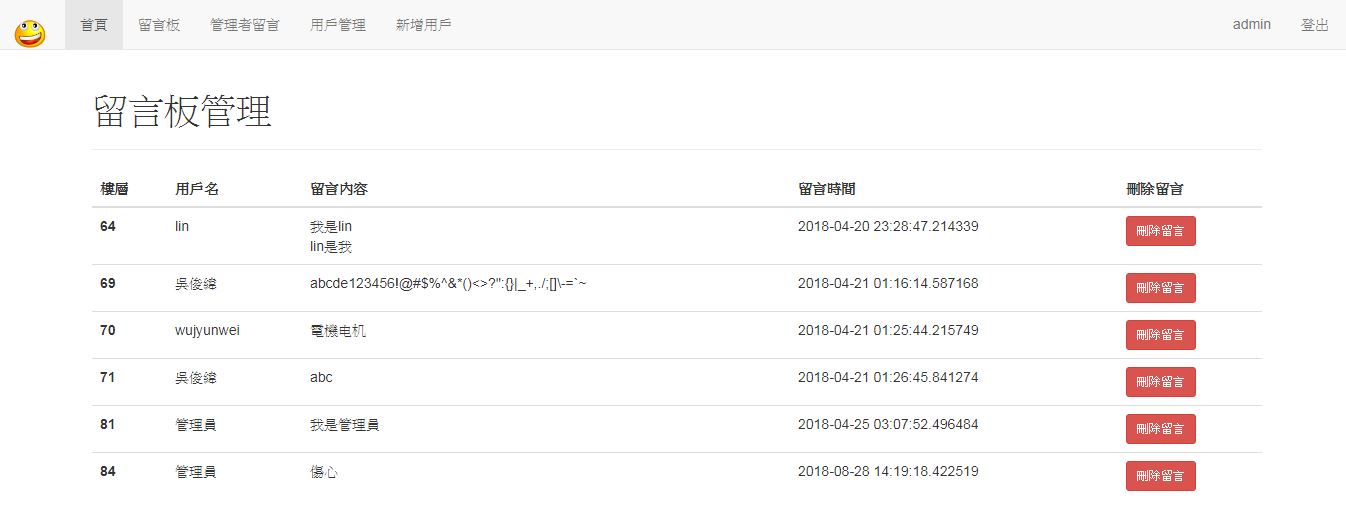 首頁 留言板 管理者留言 用戶管理 新增用戶 admin 登出
留言板管理
樓層 用戶名 留言內容 留言時間 刪除留言
64 lin 我是lin 2018-04-20 23:28:47.214339 刪除留言
lin是我
69 吳俊緯 abcde123456!@#$%^&*()<>?":{}|_+,./;[]\-=`~ 2018-04-21 01:16:14.587168 刪除留言
70 wujyunwei 電機电机 2018-04-21 01:25:44.215749 刪除留言
71 吳俊緯 abc 2018-04-21 01:26:45.841274 刪除留言
81 管理員 我是管理員 2018-04-25 03:07:52.496484 刪除留言
84 管理員 傷心 2018-08-28 14:19:18.422519 刪除留言